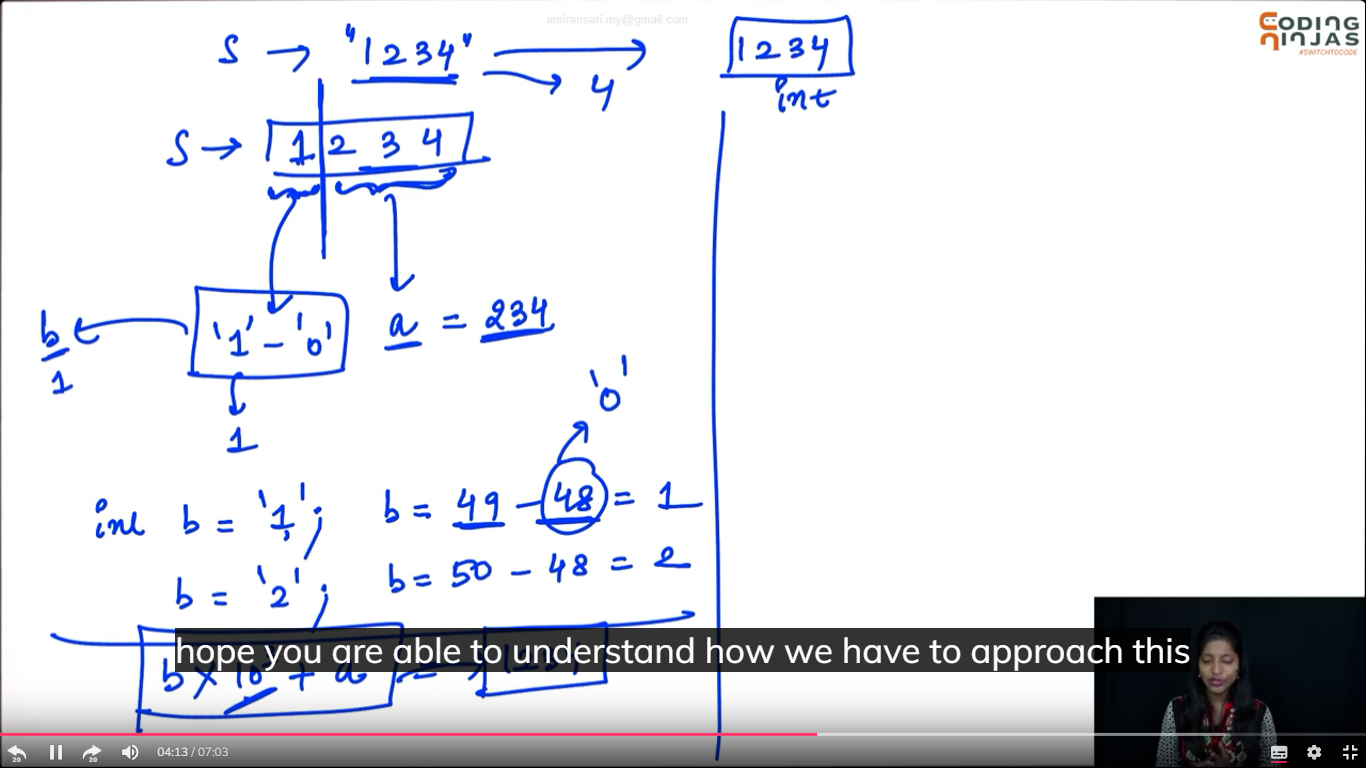 amiransari.my@gmail.com
CODING
NINJAS
#SWITCHTOCODE
S → "1234" → 1234
→ 4
int
S → 1 2 3 4
b ← '1' - '0' a = 234
1
1
'0'
int b = '1'; b = 49 - 48 = 1
b = '2'; b = 50 - 48 = 2
hope you are able to understand how we have to approach this
b × 10 + a
04:13 / 07:03
20 20